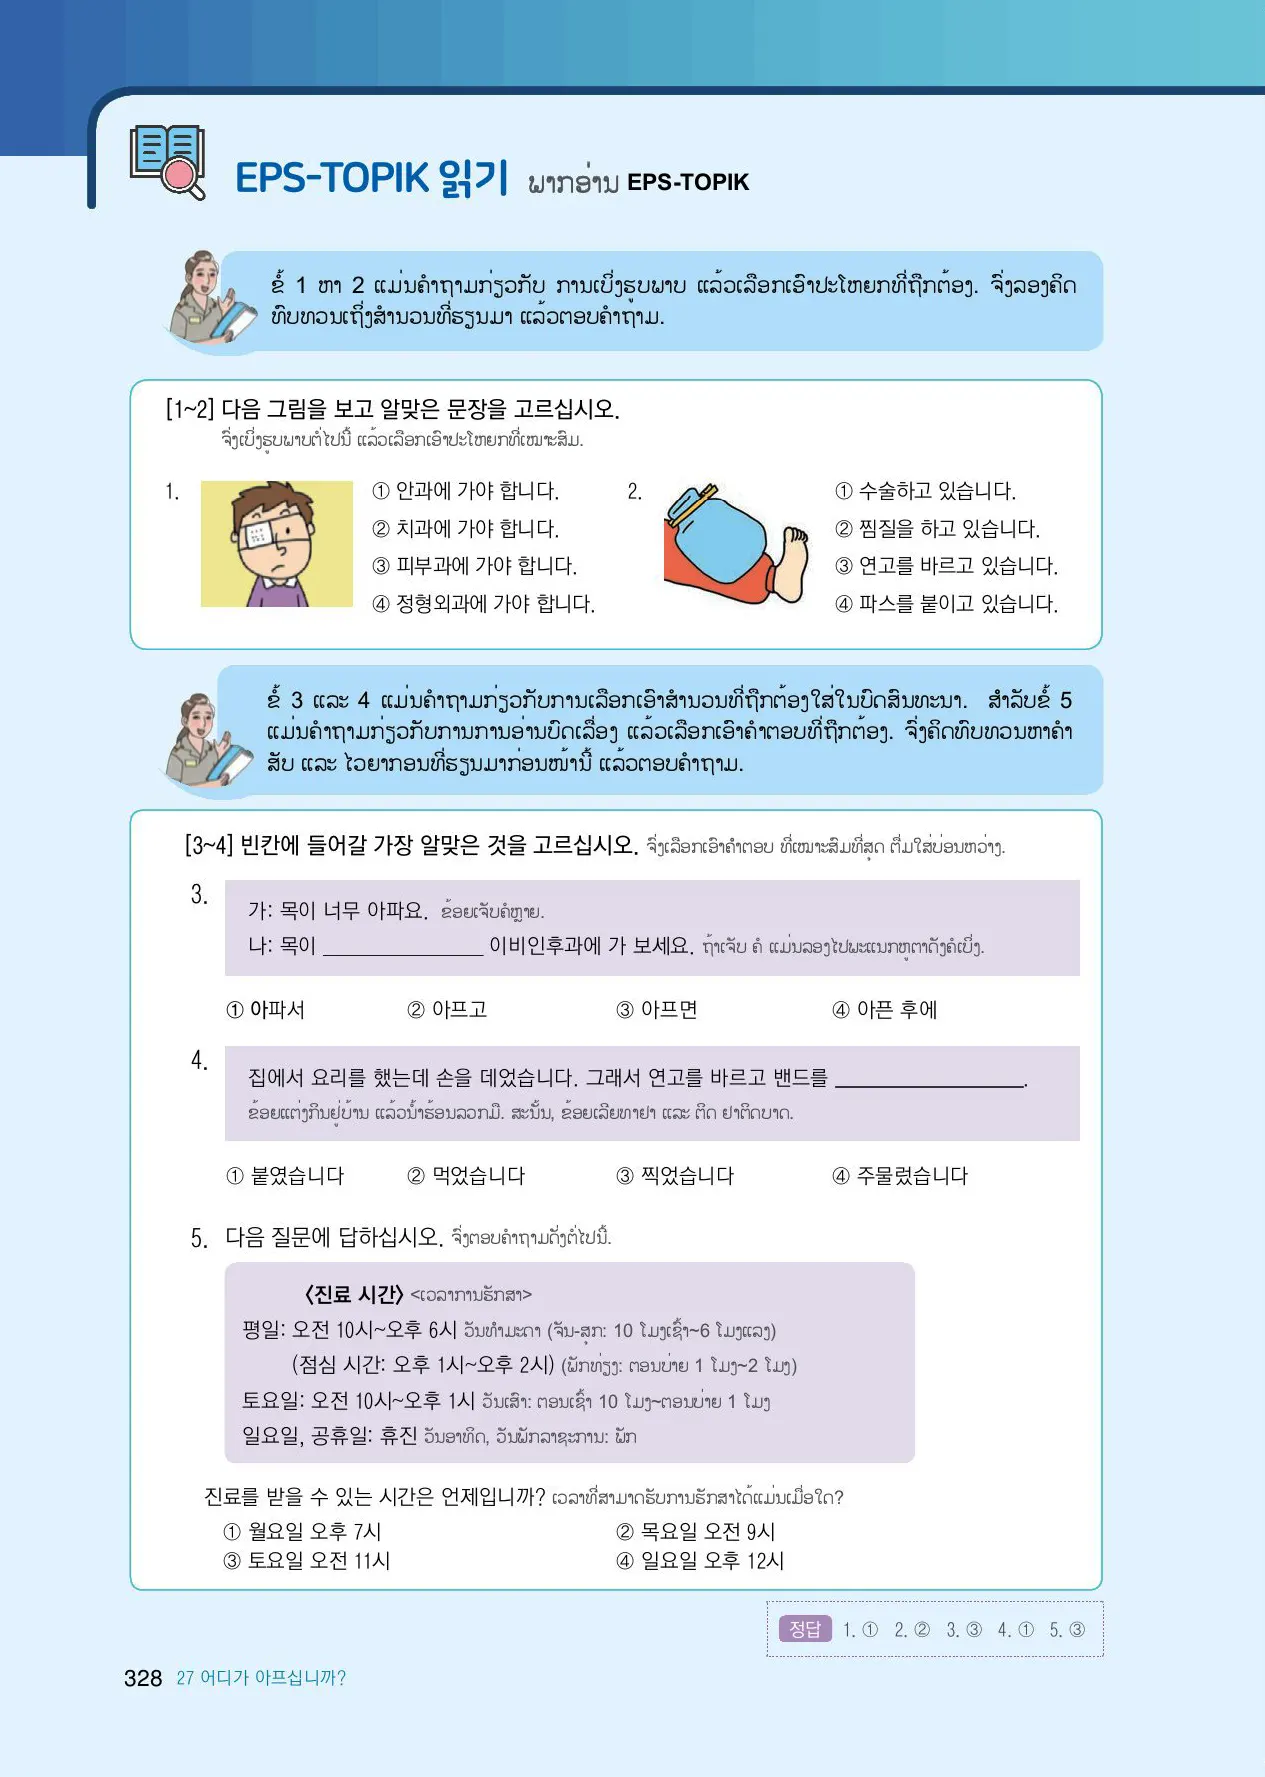 EPS-TOPIK 읽기 ພາກອ່ານ EPS-TOPIK
ຂໍ້ 1 ຫາ 2 ແມ່ນຄໍາຖາມກ່ຽວກັບ ການເບິ່ງຮູບພາບ ແລ້ວເລືອກເອົາປະໂຫຍກທີ່ຖືກຕ້ອງ. ຈົ່ງລອງຄິດ
ທົບທວນເຖິ່ງສໍານວນທີ່ຮຽນມາ ແລ້ວຕອບຄໍາຖາມ.
[1~2] 다음 그림을 보고 알맞은 문장을 고르십시오.
ຈົ່ງເບິ່ງຮູບພາບຕໍ່ໄປນີ້ ແລ້ວເລືອກເອົາປະໂຫຍກທີ່ເໝາະສົມ.
1.
① 안과에 가야 합니다.
② 치과에 가야 합니다.
③ 피부과에 가야 합니다.
④ 정형외과에 가야 합니다.
2.
① 수술하고 있습니다.
② 찜질을 하고 있습니다.
③ 연고를 바르고 있습니다.
④ 파스를 붙이고 있습니다.
ຂໍ້ 3 ແລະ 4 ແມ່ນຄໍາຖາມກ່ຽວກັບການເລືອກເອົາສໍານວນທີ່ຖືກຕ້ອງໃສ່ໃນບົດສົນທະນາ. ສໍາລັບຂໍ້ 5
ແມ່ນຄໍາຖາມກ່ຽວກັບການການອ່ານບົດເລື່ອງ ແລ້ວເລືອກເອົາຄໍາຕອບທີ່ຖືກຕ້ອງ. ຈົ່ງຄິດທົບທວນຫາຄໍາ
ສັບ ແລະ ໄວຍາກອນທີ່ຮຽນມາກ່ອນໜ້ານີ້ ແລ້ວຕອບຄໍາຖາມ.
[3~4] 빈칸에 들어갈 가장 알맞은 것을 고르십시오. ຈົ່ງເລືອກເອົາຄໍາຕອບ ທີ່ເໝາະສົມທີ່ສຸດ ຕື່ມໃສ່ບ່ອນຫວ່າງ.
3.
가: 목이 너무 아파요. ຂ້ອຍເຈັບຄໍຫຼາຍ.
나: 목이 ________________ 이비인후과에 가 보세요. ຖ້າເຈັບ ຄໍ ແມ່ນລອງໄປພະແນກຫູຕາດັງຄໍເບິ່ງ.
① 아파서 ② 아프고 ③ 아프면 ④ 아픈 후에
4.
집에서 요리를 했는데 손을 데었습니다. 그래서 연고를 바르고 밴드를 ___________________.
ຂ້ອຍແຕ່ງກິນຢູ່ບ້ານ ແລ້ວນໍ້າຮ້ອນລວກມື. ສະນັ້ນ, ຂ້ອຍເລີຍທາຢາ ແລະ ຕິດ ຢາຕິດບາດ.
① 붙였습니다 ② 먹었습니다 ③ 찍었습니다 ④ 주물렀습니다
5. 다음 질문에 답하십시오. ຈົ່ງຕອບຄໍາຖາມດັ່ງຕໍ່ໄປນີ້.
〈진료 시간〉 <ເວລາການຮັກສາ>
평일: 오전 10시~오후 6시 ວັນທໍາມະດາ (ຈັນ-ສຸກ: 10 ໂມງເຊົ້າ~6 ໂມງແລງ)
(점심 시간: 오후 1시~오후 2시) (ພັກທ່ຽງ: ຕອນບ່າຍ 1 ໂມງ~2 ໂມງ)
토요일: 오전 10시~오후 1시 ວັນເສົາ: ຕອນເຊົ້າ 10 ໂມງ~ຕອນບ່າຍ 1 ໂມງ
일요일, 공휴일: 휴진 ວັນອາທິດ, ວັນພັກລາຊະການ: ພັກ
진료를 받을 수 있는 시간은 언제입니까? ເວລາທີ່ສາມາດຮັບການຮັກສາໄດ້ແມ່ນເມື່ອໃດ?
① 월요일 오후 7시 ② 목요일 오전 9시
③ 토요일 오전 11시 ④ 일요일 오후 12시
정답 1. ① 2. ② 3. ③ 4. ① 5. ③
328 27 어디가 아프십니까?